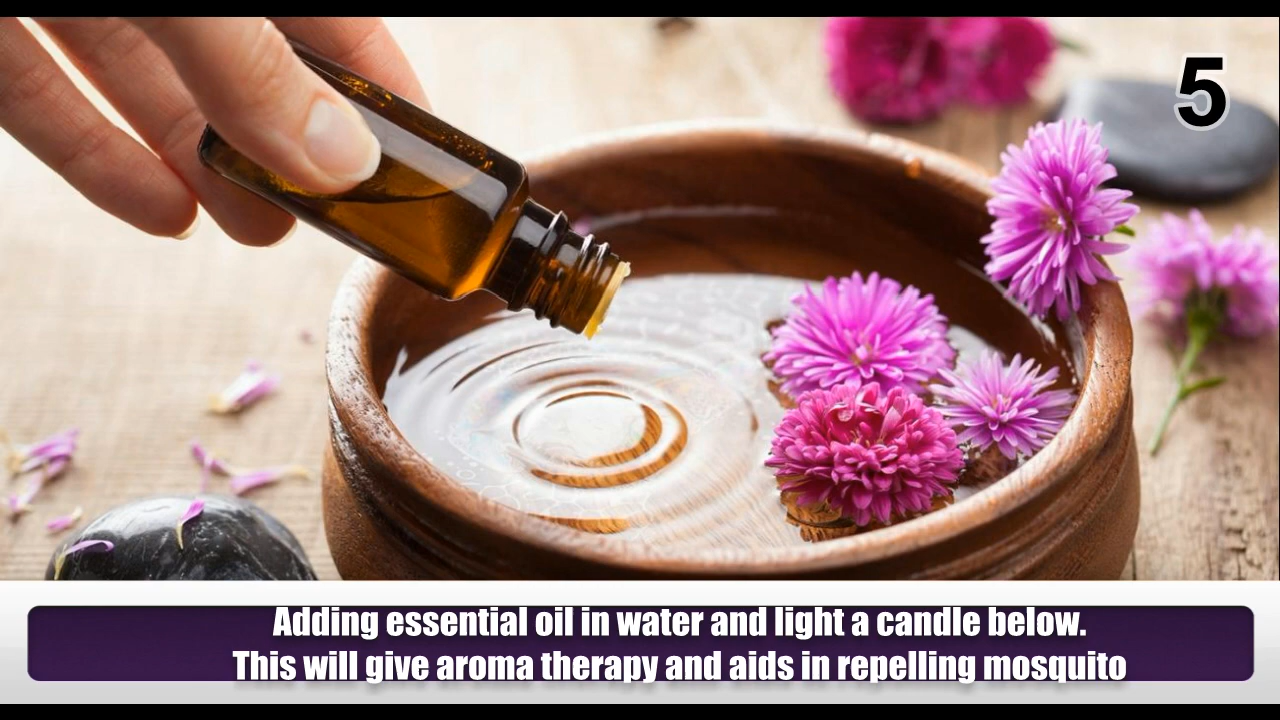 5
Adding essential oil in water and light a candle below.
This will give aroma therapy and aids in repelling mosquito